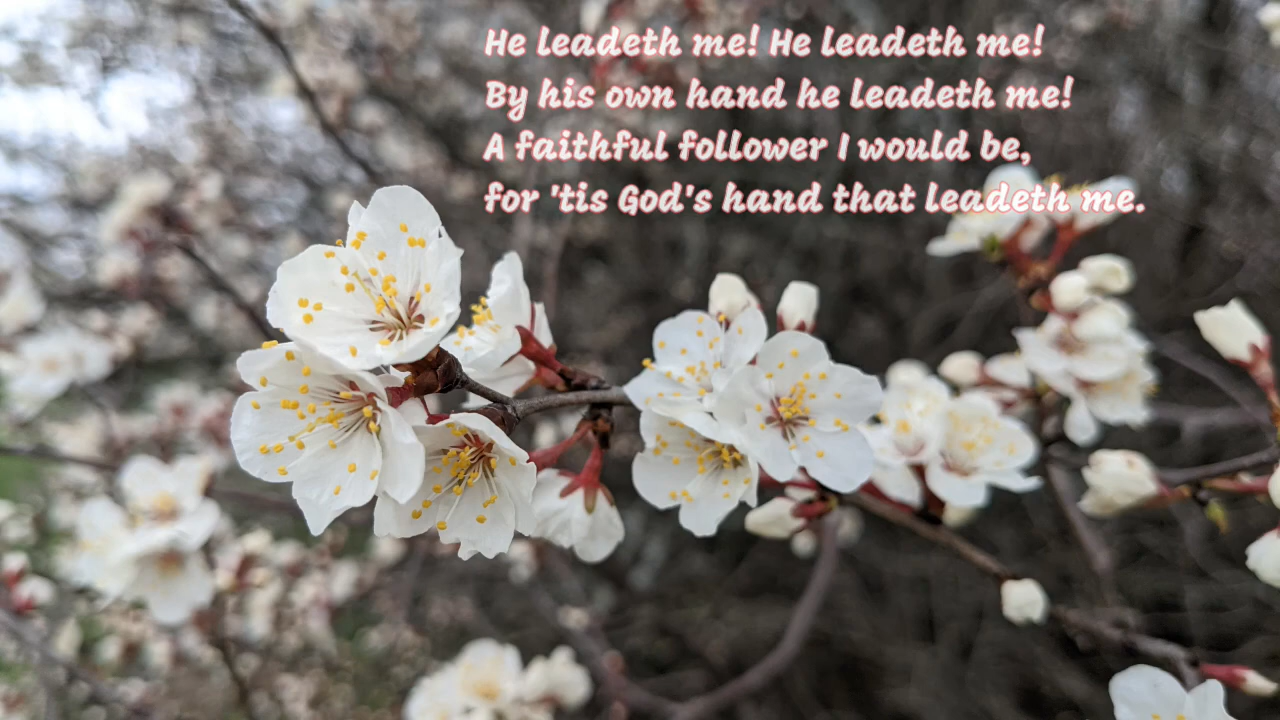 He leadeth me! He leadeth me!
By his own hand he leadeth me!
A faithful follower I would be,
for 'tis God's hand that leadeth me.